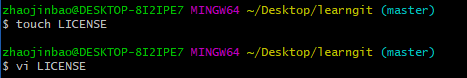 zhaojinbao@DESKTOP-8I2IPE7 MINGW64 ~/Desktop/learngit (master)
$ touch LICENSE
zhaojinbao@DESKTOP-8I2IPE7 MINGW64 ~/Desktop/learngit (master)
$ vi LICENSE